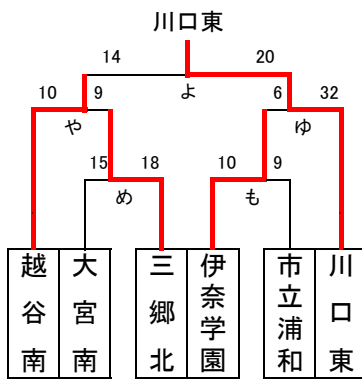 川口東
14 20
よ
10 9 6 32
や ゆ
15 18 10 9
め も
越谷南 大宮南 三郷北 伊奈学園 市立浦和 川口東